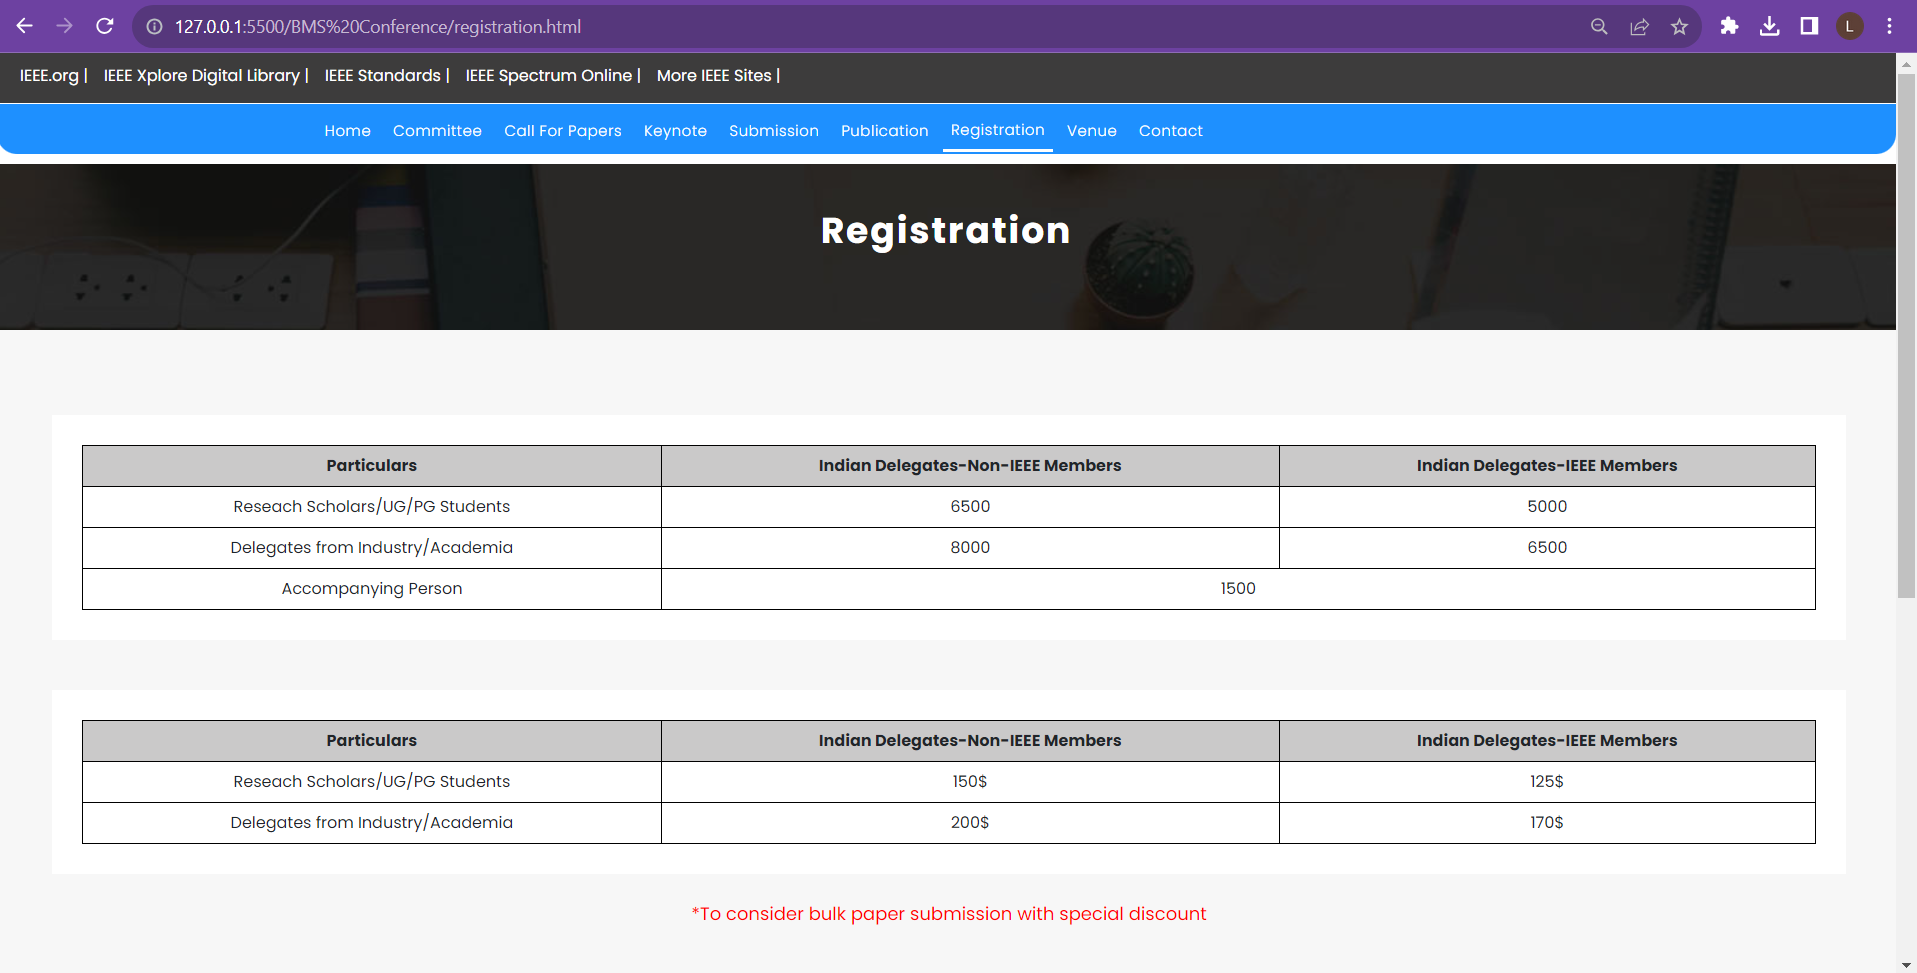 127.0.0.1:5500/BMS%20Conference/registration.html
L
IEEE.org | IEEE Xplore Digital Library | IEEE Standards | IEEE Spectrum Online | More IEEE Sites |
Home Committee Call For Papers Keynote Submission Publication Registration Venue Contact
Registration
Particulars Indian Delegates-Non-IEEE Members Indian Delegates-IEEE Members
Reseach Scholars/UG/PG Students 6500 5000
Delegates from Industry/Academia 8000 6500
Accompanying Person 1500
Particulars Indian Delegates-Non-IEEE Members Indian Delegates-IEEE Members
Reseach Scholars/UG/PG Students 150$ 125$
Delegates from Industry/Academia 200$ 170$
*To consider bulk paper submission with special discount